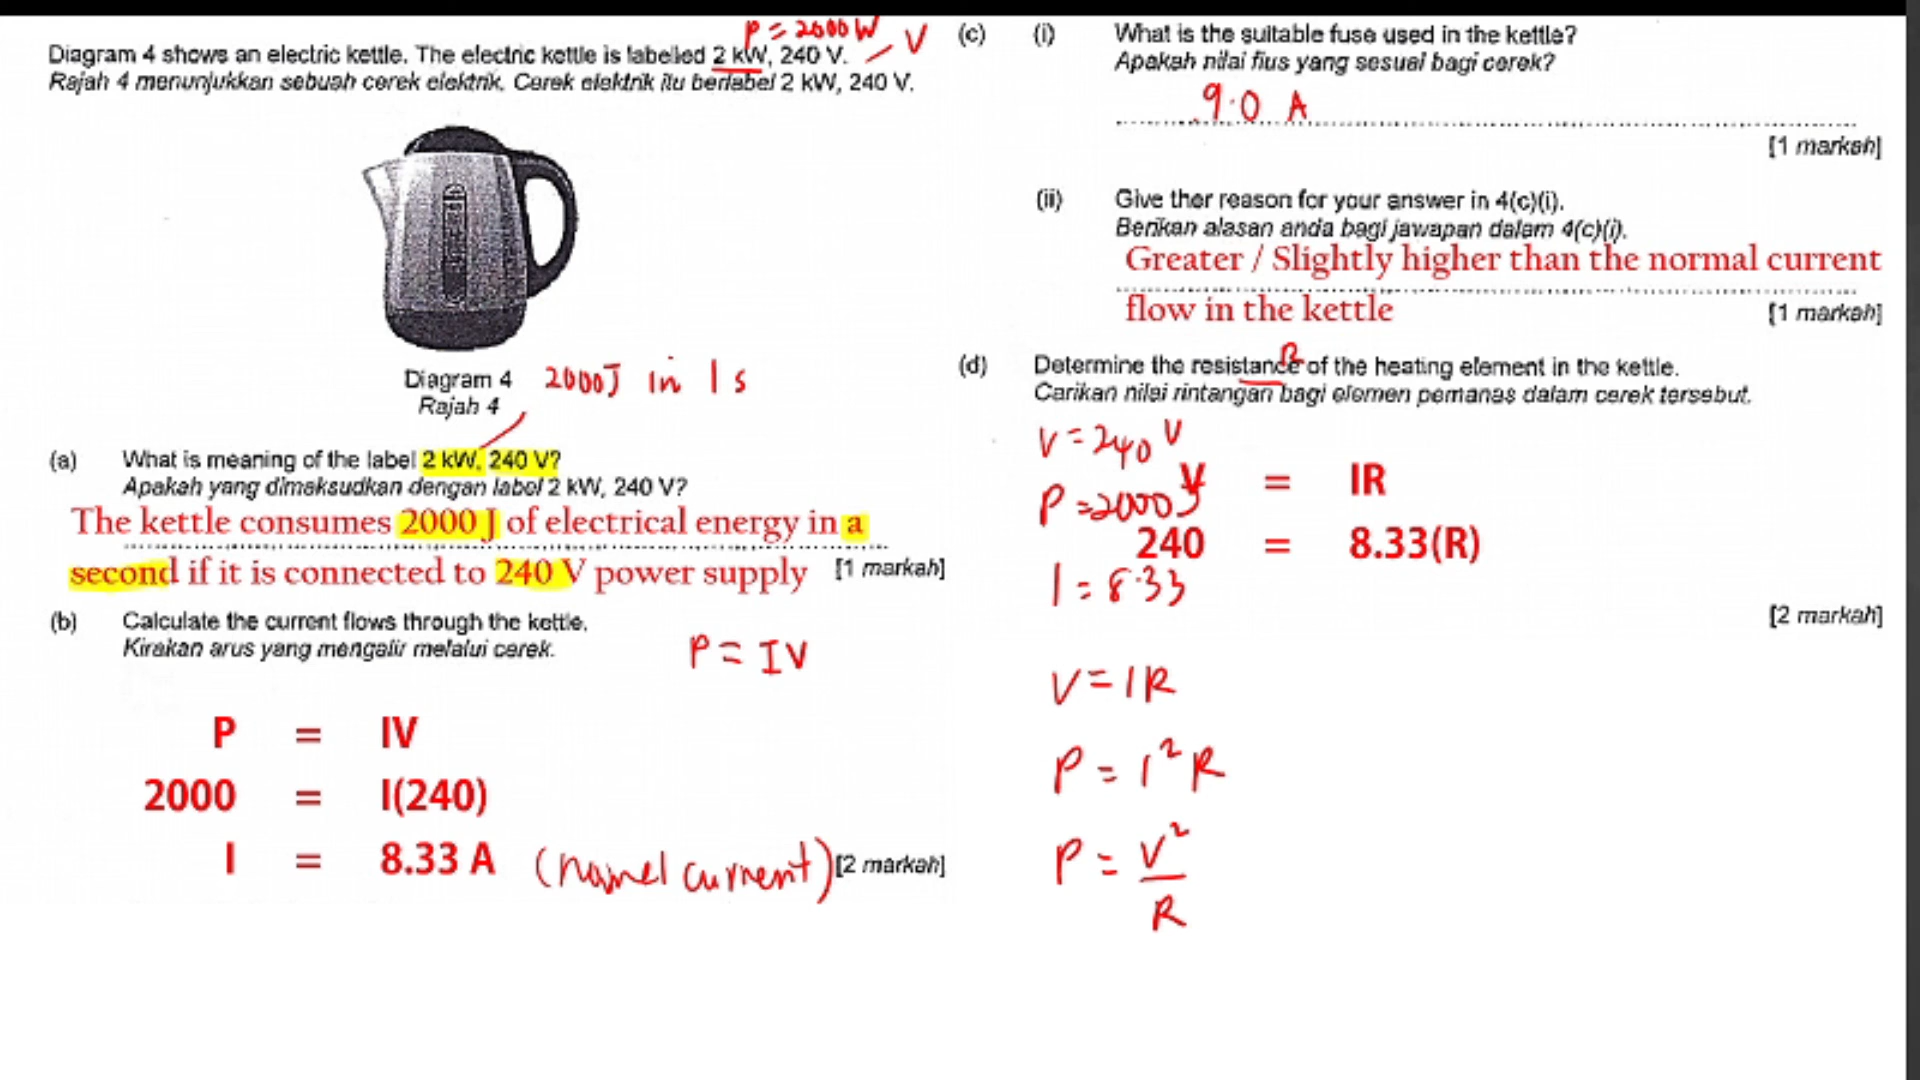 P = 2000W
V
Diagram 4 shows an electric kettle. The electric kettle is labelled 2 kW, 240 V.
Rajah 4 menunjukkan sebuah cerek elektrik. Cerek elektrik itu berlabel 2 kW, 240 V.
Diagram 4
Rajah 4
2000J in 1 s
(a) What is meaning of the label 2 kW, 240 V?
Apakah yang dimaksudkan dengan label 2 kW, 240 V?
The kettle consumes 2000 J of electrical energy in a
second if it is connected to 240 V power supply [1 markah]
(b) Calculate the current flows through the kettle.
Kirakan arus yang mengalir melalui cerek.
P = IV
P = IV
2000 = I(240)
I = 8.33 A ( current) [2 markah]
(c) (i) What is the suitable fuse used in the kettle?
Apakah nilai fius yang sesuai bagi cerek?
9.0 A
[1 markah]
(ii) Give ther reason for your answer in 4(c)(i).
Berikan alasan anda bagi jawapan dalam 4(c)(i).
Greater / Slightly higher than the normal current
flow in the kettle [1 markah]
R
(d) Determine the resistance of the heating element in the kettle.
Carikan nilai rintangan bagi elemen pemanas dalam cerek tersebut.
V = 240 V
V = IR
P = 2000J
240 = 8.33(R)
I = 8.33
[2 markah]
V = IR
P = I²R
P = V²
R